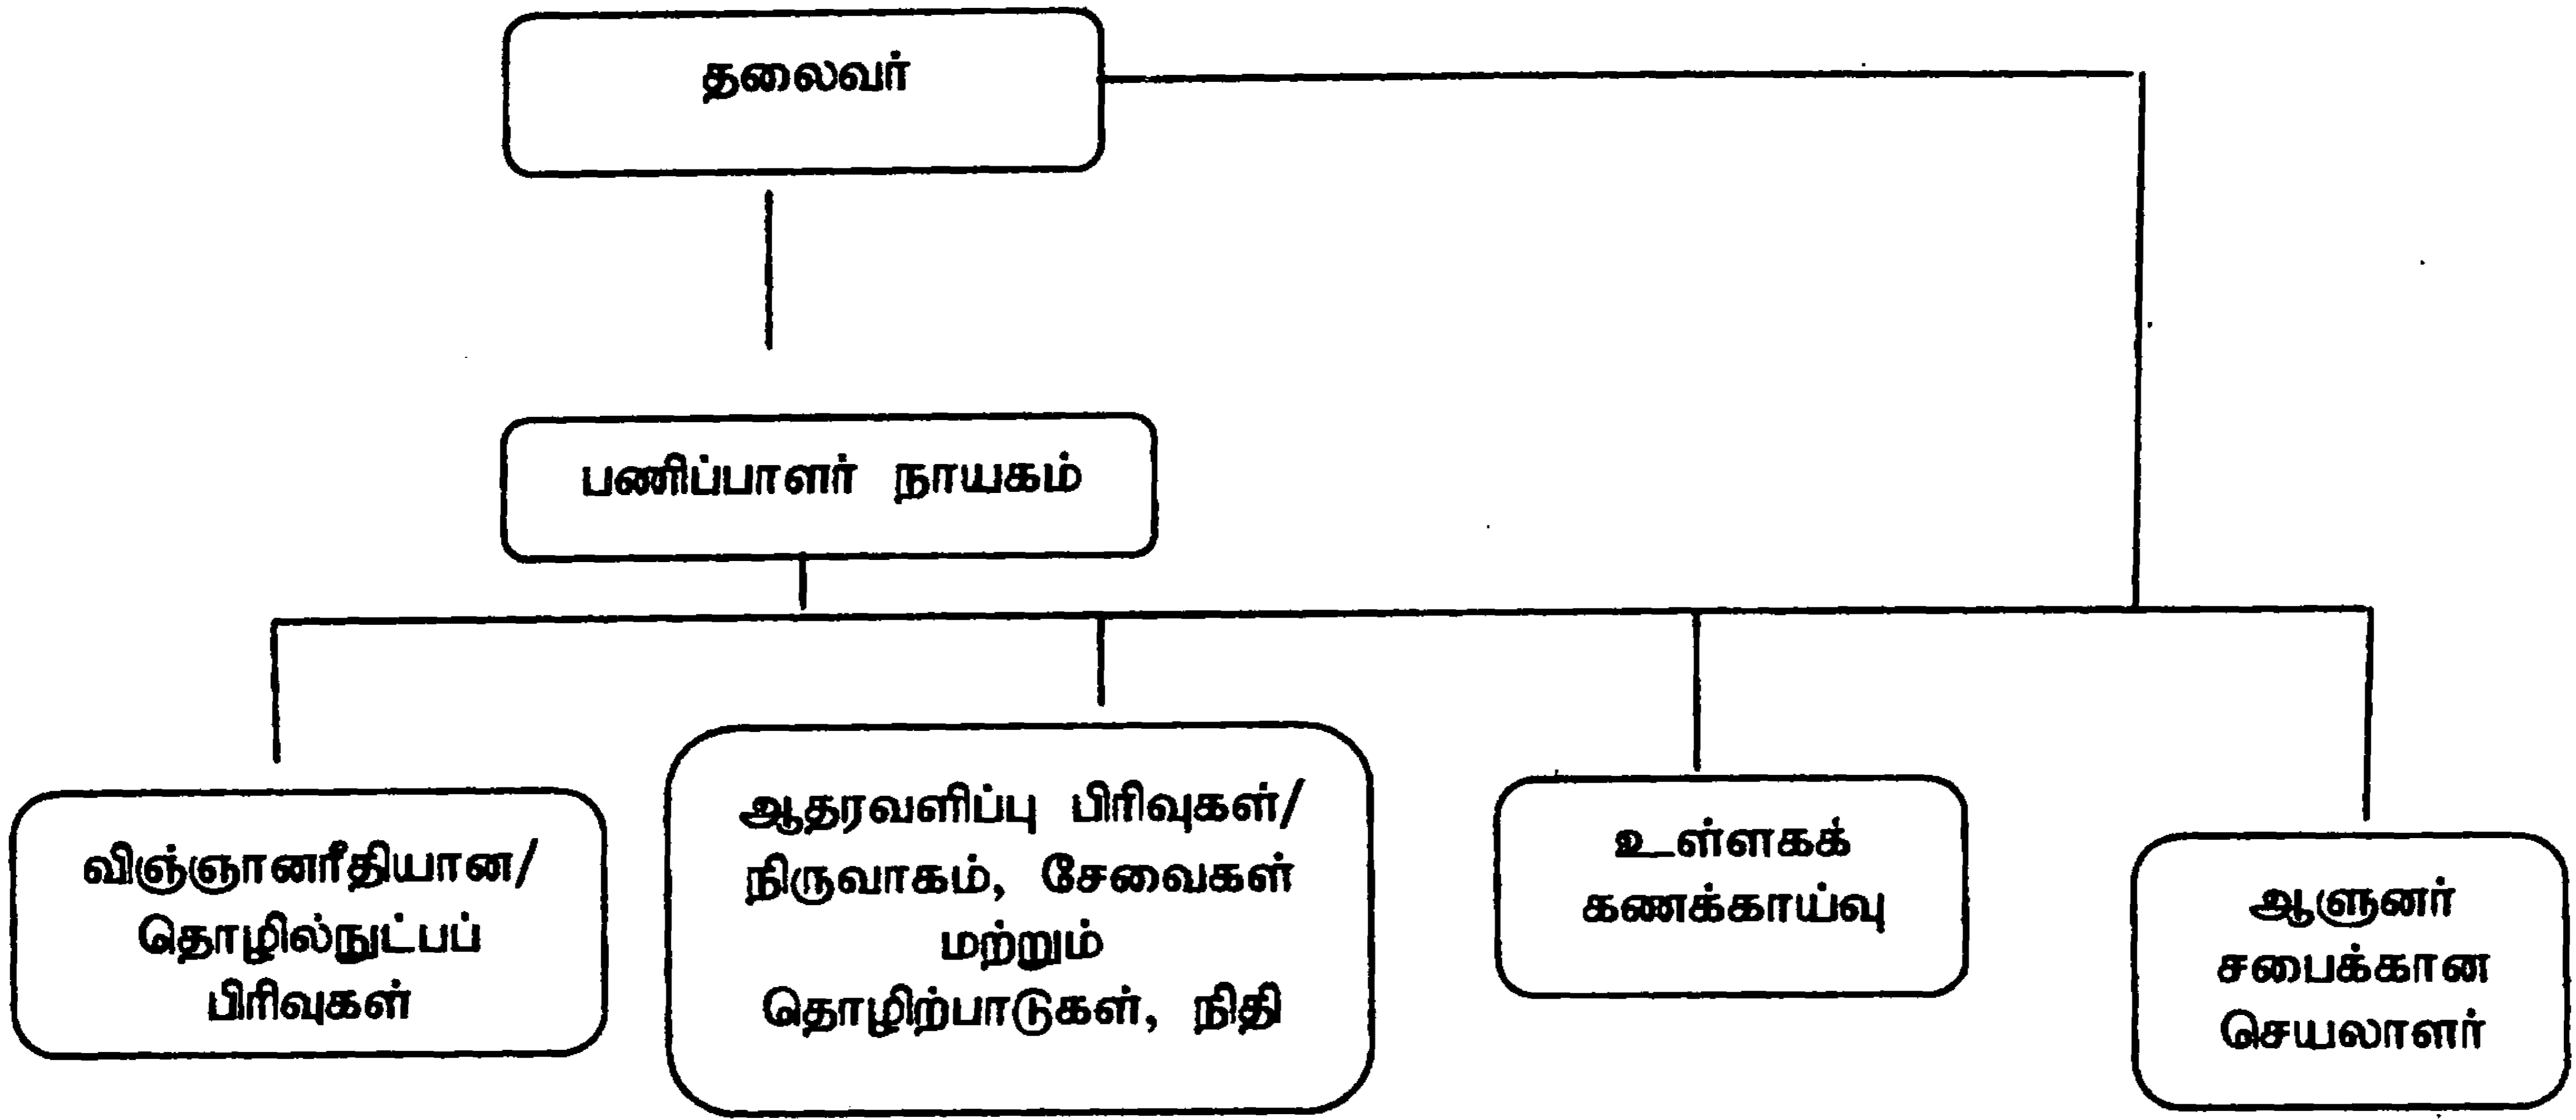 தலைவர்
பணிப்பாளர் நாயகம்
விஞ்ஞானரீதியான/
தொழில்நுட்பப்
பிரிவுகள்
ஆதரவளிப்பு பிரிவுகள்/
நிருவாகம், சேவைகள்
மற்றும்
தொழிற்பாடுகள், நிதி
உள்ளகக்
கணக்காய்வு
ஆளுனர்
சபைக்கான
செயலாளர்